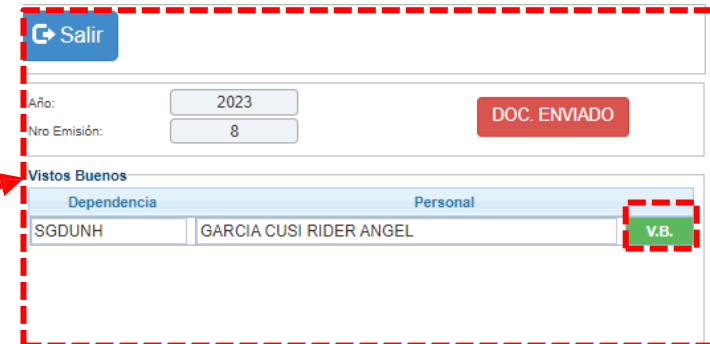 Salir
Año: 2023
DOC. ENVIADO
Nro Emisión: 8
Vistos Buenos
Dependencia Personal
SGDUNH GARCIA CUSI RIDER ANGEL V.B.